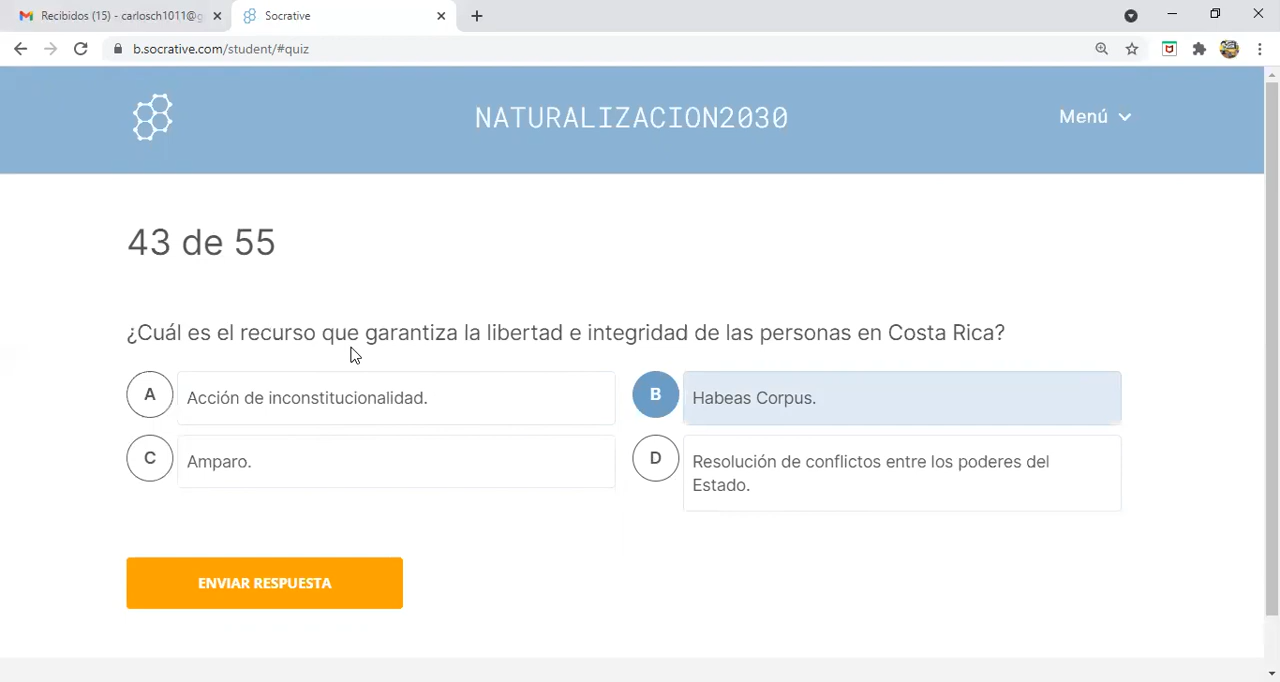 Recibidos (15) - carlosch1011@g
Socrative
b.socrative.com/student/#quiz
NATURALIZACION2030
Menú
43 de 55
¿Cuál es el recurso que garantiza la libertad e integridad de las personas en Costa Rica?
A
Acción de inconstitucionalidad.
B
Habeas Corpus.
C
Amparo.
D
Resolución de conflictos entre los poderes del
Estado.
ENVIAR RESPUESTA